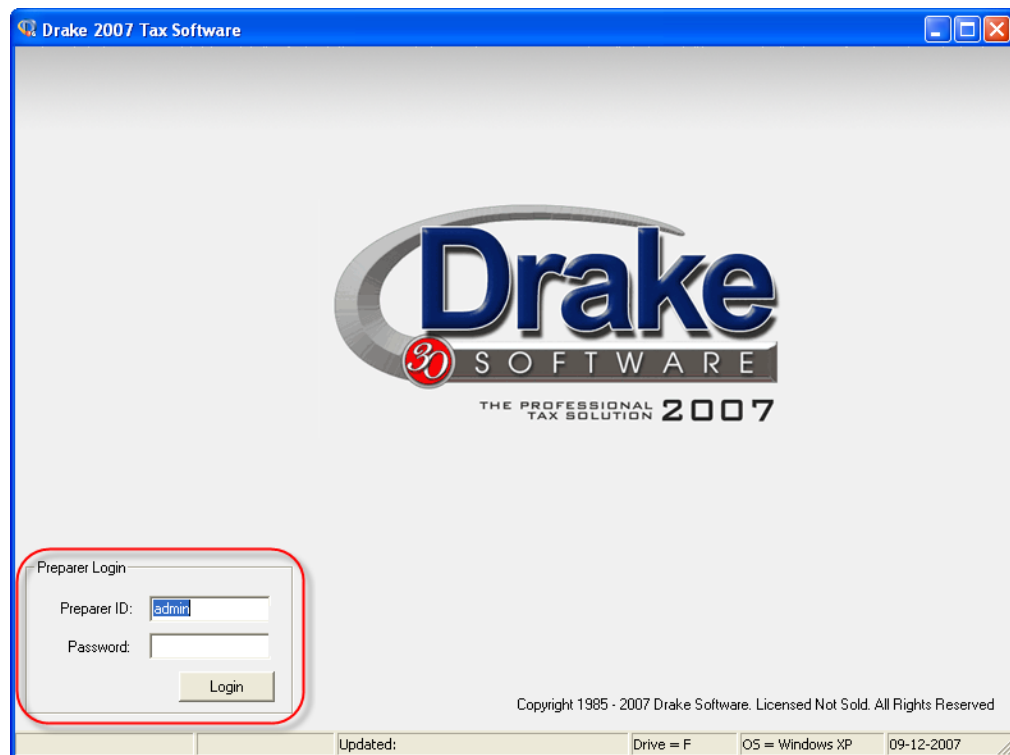 Drake 2007 Tax Software
Drake
30 SOFTWARE
THE PROFESSIONAL
TAX SOLUTION 2007
Preparer Login
Preparer ID: admin
Password:
Login
Copyright 1985 - 2007 Drake Software. Licensed Not Sold. All Rights Reserved
Updated: Drive = F OS = Windows XP 09-12-2007